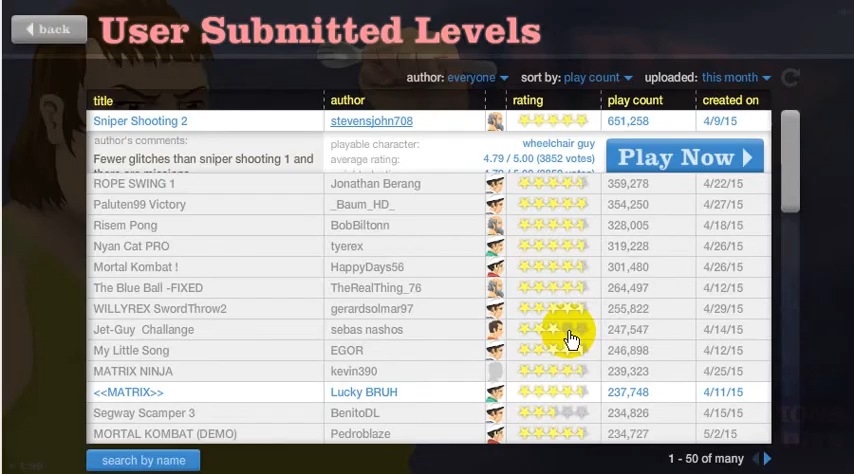 back
User Submitted Levels
author: everyone sort by: play count uploaded: this month
title author rating play count created on
Sniper Shooting 2 stevensjohn708 651,258 4/9/15
author's comments:
Fewer glitches than sniper shooting 1 and
there are missions
playable character: wheelchair guy
average rating: 4.79 / 5.00 (3852 votes)
Play Now
ROPE SWING 1 Jonathan Berang 359,278 4/22/15
Paluten99 Victory _Baum_HD_ 354,250 4/27/15
Risem Pong BobBiltonn 328,005 4/18/15
Nyan Cat PRO tyerex 319,228 4/26/15
Mortal Kombat ! HappyDays56 301,480 4/26/15
The Blue Ball -FIXED TheRealThing_76 264,497 4/12/15
WILLYREX SwordThrow2 gerardsolmar97 255,822 4/29/15
Jet-Guy Challange sebas nashos 247,547 4/14/15
My Little Song EGOR 246,898 4/12/15
MATRIX NINJA kevin390 239,323 4/25/15
<<MATRIX>> Lucky BRUH 237,748 4/11/15
Segway Scamper 3 BenitoDL 234,826 4/15/15
MORTAL KOMBAT (DEMO) Pedroblaze 234,727 5/2/15
search by name
1 - 50 of many